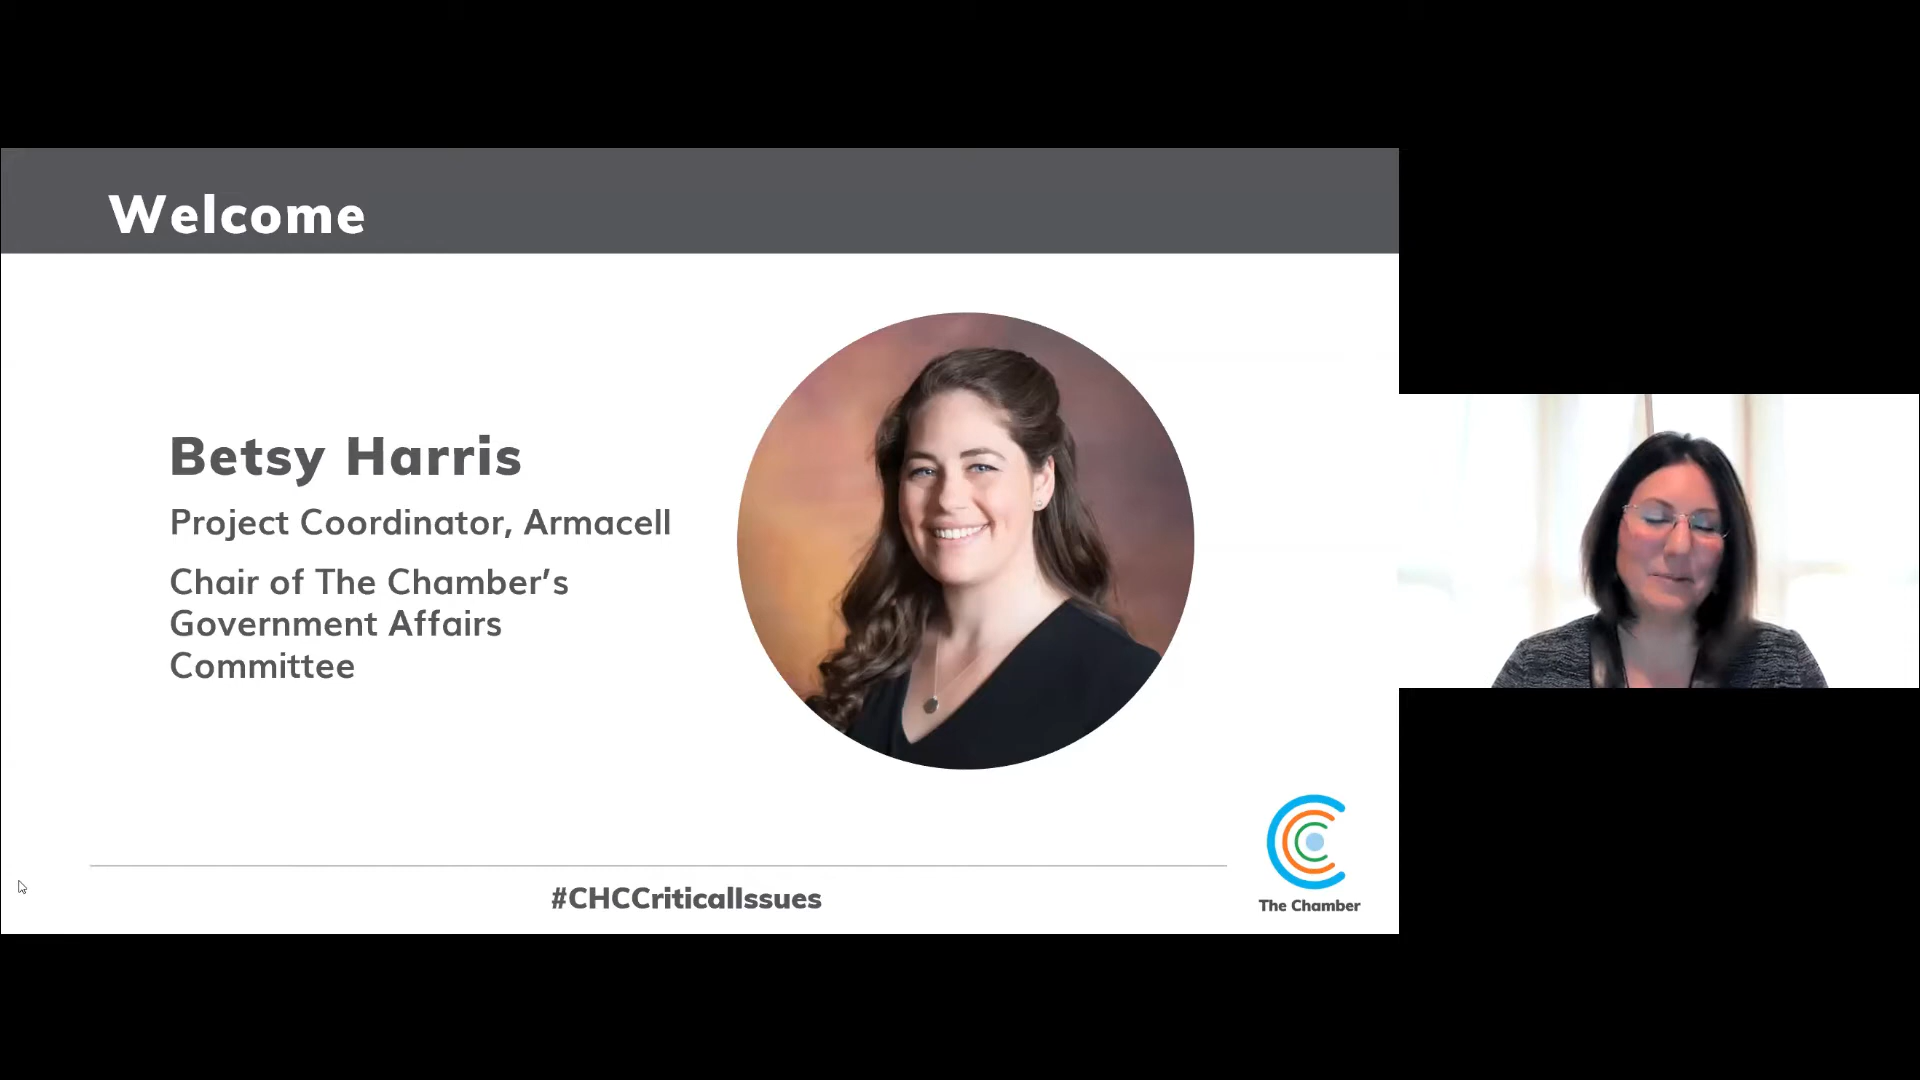 Welcome
Betsy Harris
Project Coordinator, Armacell
Chair of The Chamber’s
Government Affairs
Committee
#CHCCriticalIssues
The Chamber